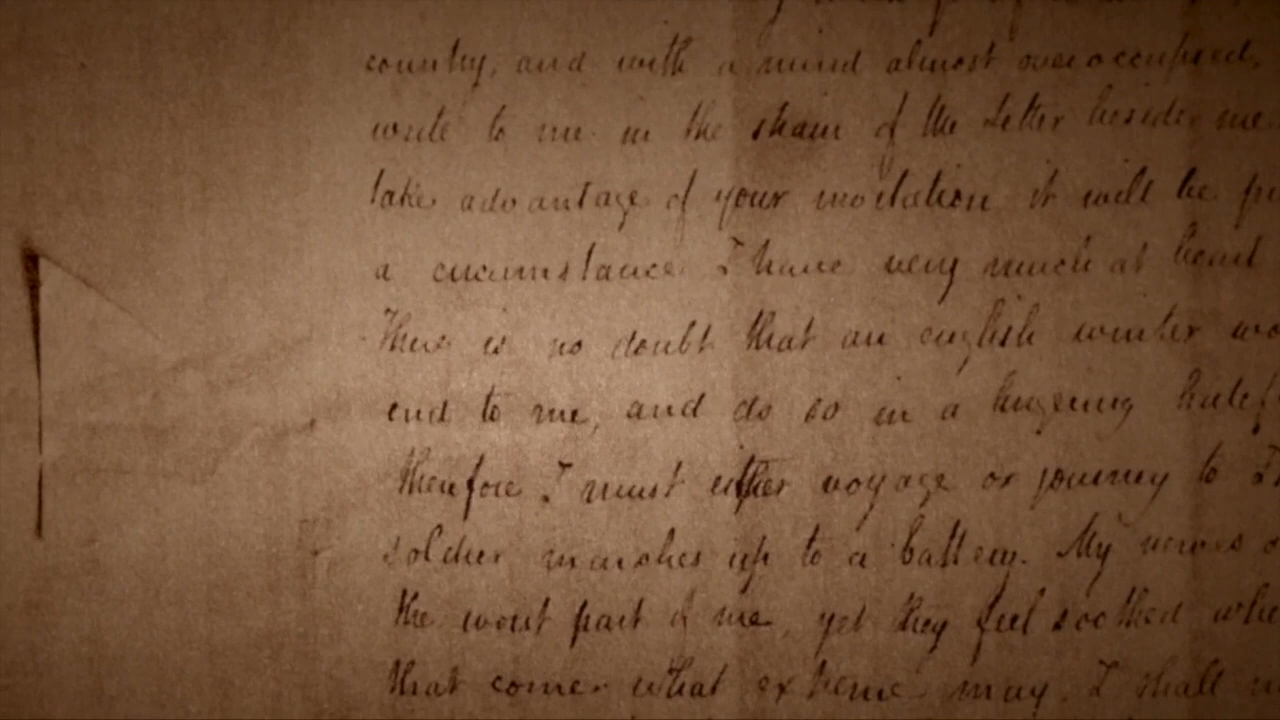 country, and with a mind almost over occupied.
write to me in the strain of the Letter beside me
take advantage of your invitation it will be
a circumstance I have very much at heart
There is no doubt that an english winter
end to me, and do so in a lingering
therefore I must either voyage or journey to
soldier marches up to a battery. My nerves
the worst part of me, yet they feel soothed
that come what extreme may, I shall